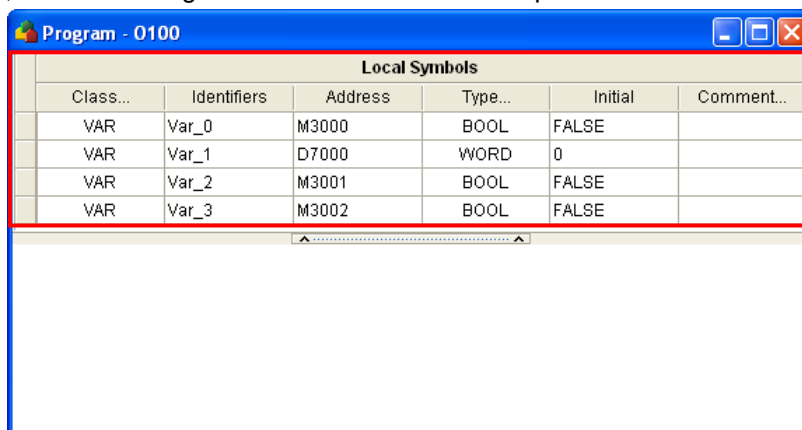 Program - O100
Local Symbols
Class... Identifiers Address Type... Initial Comment...
VAR Var_0 M3000 BOOL FALSE
VAR Var_1 D7000 WORD 0
VAR Var_2 M3001 BOOL FALSE
VAR Var_3 M3002 BOOL FALSE